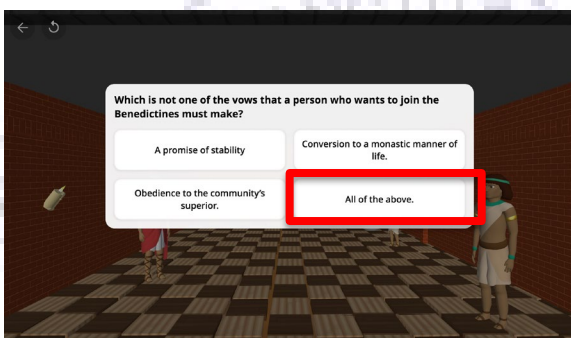 Which is not one of the vows that a person who wants to join the
Benedictines must make?
A promise of stability
Conversion to a monastic manner of
life.
Obedience to the community's
superior.
All of the above.